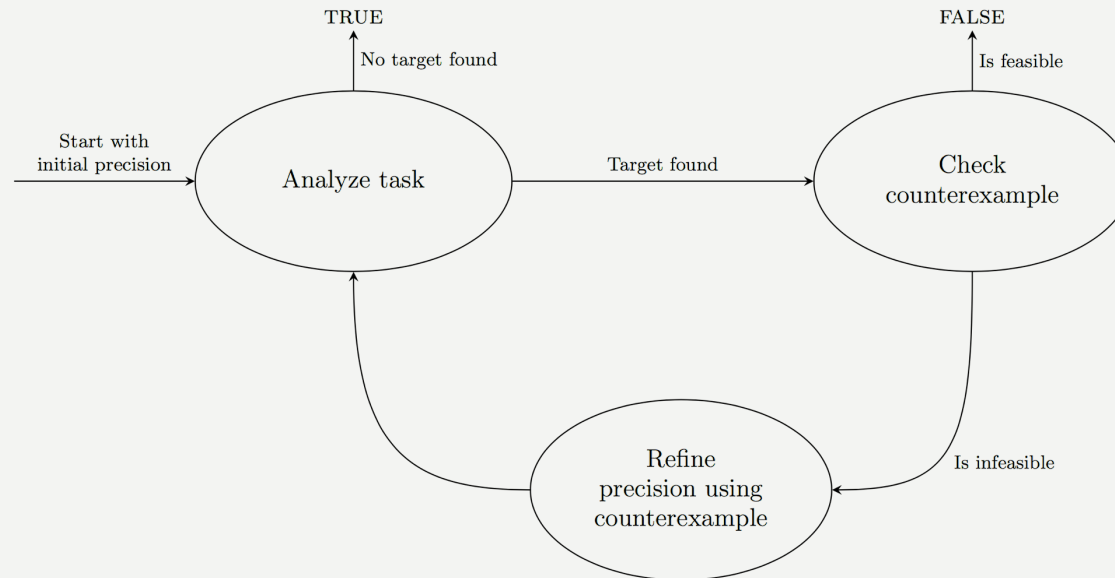 TRUE
FALSE
No target found
Is feasible
Start with
initial precision
Analyze task
Target found
Check
counterexample
Is infeasible
Refine
precision using
counterexample